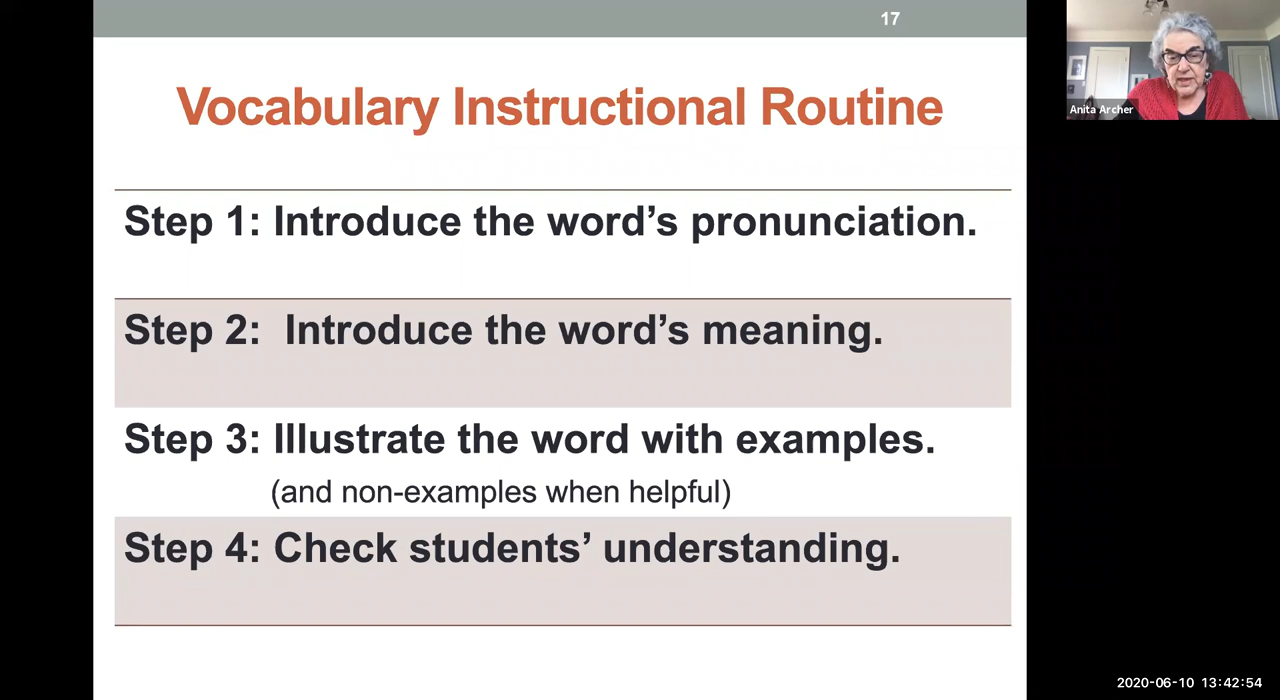 17
Anita Archer
Vocabulary Instructional Routine
Step 1: Introduce the word’s pronunciation.
Step 2: Introduce the word’s meaning.
Step 3: Illustrate the word with examples.
(and non-examples when helpful)
Step 4: Check students’ understanding.
2020-06-10 13:42:54